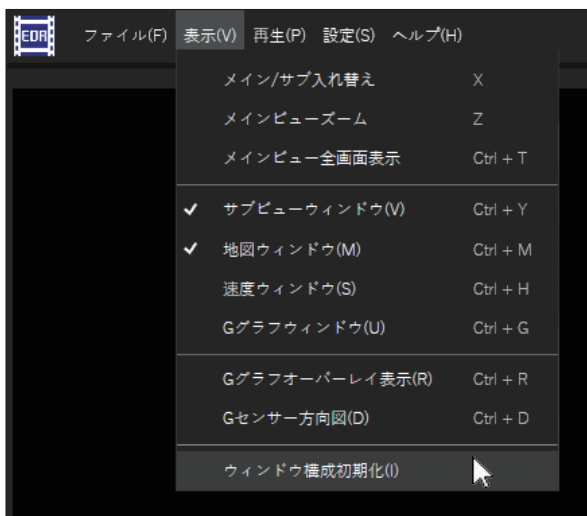 EDR ファイル(F) 表示(V) 再生(P) 設定(S) ヘルプ(H)
メイン/サブ入れ替え X
メインビューズーム Z
メインビュー全画面表示 Ctrl + T
サブビューウィンドウ(V) Ctrl + Y
地図ウィンドウ(M) Ctrl + M
速度ウィンドウ(S) Ctrl + H
Gグラフウィンドウ(U) Ctrl + G
Gグラフオーバーレイ表示(R) Ctrl + R
Gセンサー方向図(D) Ctrl + D
ウィンドウ構成初期化(I)